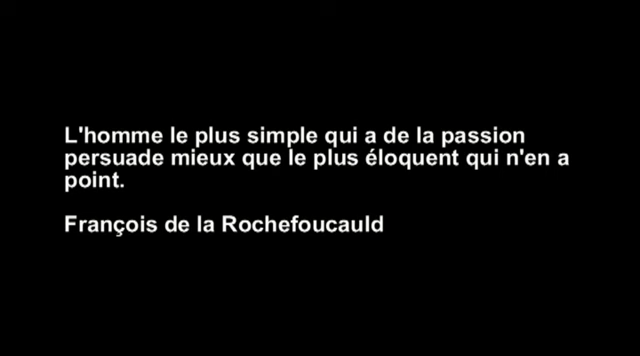 L'homme le plus simple qui a de la passion
persuade mieux que le plus éloquent qui n'en a
point.
François de la Rochefoucauld